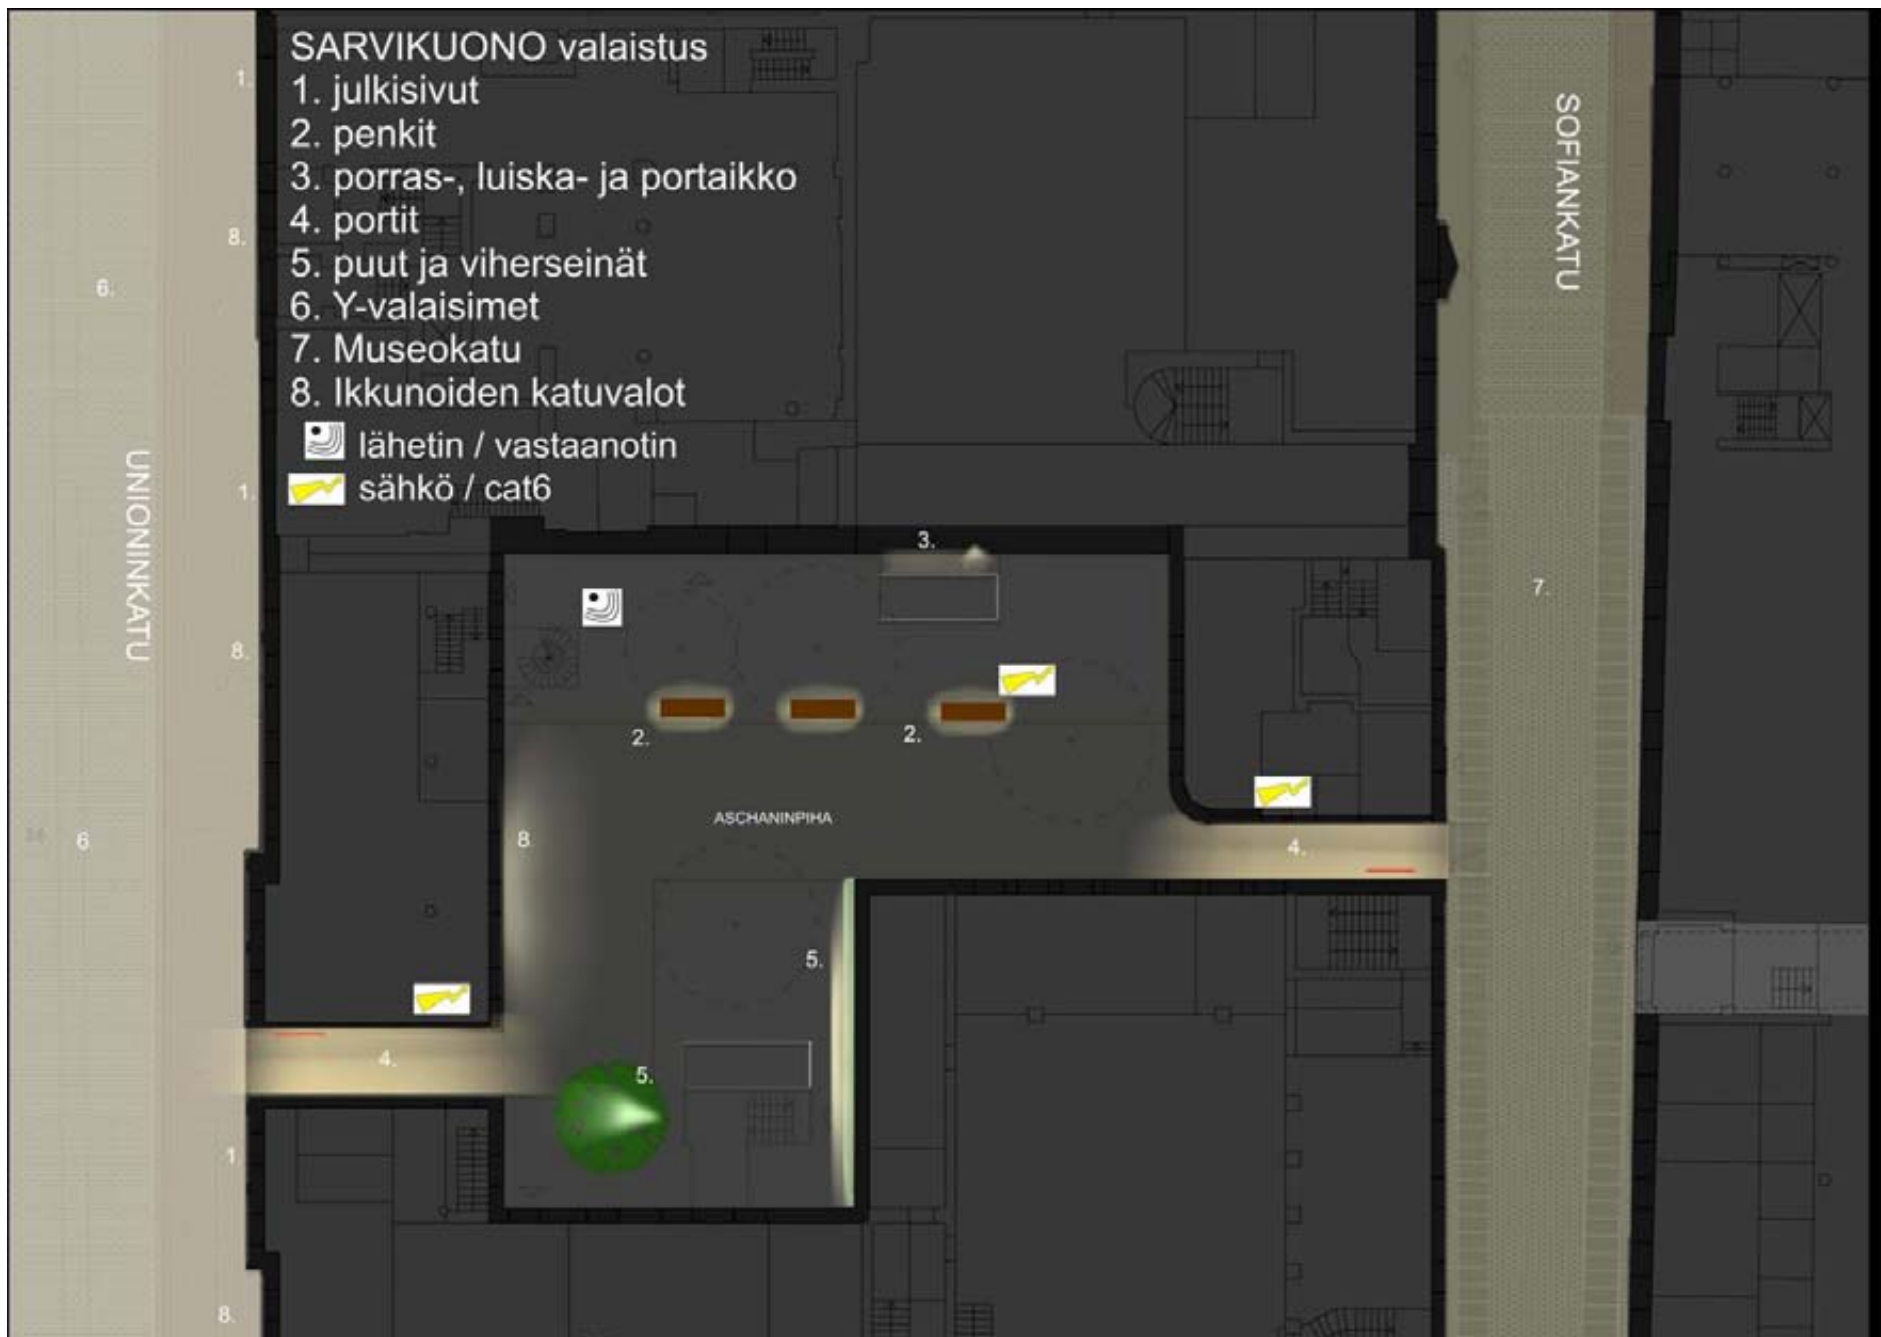 SARVIKUONO valaistus
1. julkisivut
2. penkit
3. porras-, luiska- ja portaikko
4. portit
5. puut ja viherseinät
6. Y-valaisimet
7. Museokatu
8. Ikkunoiden katuvalot
lähetin / vastaanotin
sähkö / cat6
UNIONINKATU
SOFIANKATU
1.
8.
6.
1.
3.
7.
8.
2.
2.
ASCHANINPIHA
6
8
4.
5.
4.
5.
1
8.